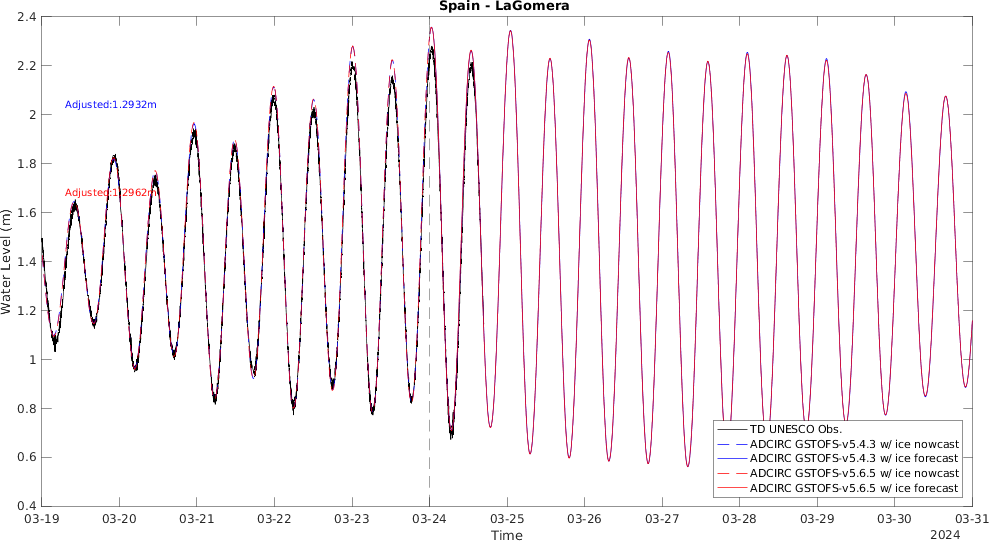 Spain - LaGomera
2.4
2.2
2
1.8
1.6
1.4
1.2
1
0.8
0.6
0.4
Water Level (m)
Adjusted:1.2932m
Adjusted:1.2962m
TD UNESCO Obs.
ADCIRC GSTOFS-v5.4.3 w/ ice nowcast
ADCIRC GSTOFS-v5.4.3 w/ ice forecast
ADCIRC GSTOFS-v5.6.5 w/ ice nowcast
ADCIRC GSTOFS-v5.6.5 w/ ice forecast
03-19 03-20 03-21 03-22 03-23 03-24 03-25 03-26 03-27 03-28 03-29 03-30 03-31
Time
2024